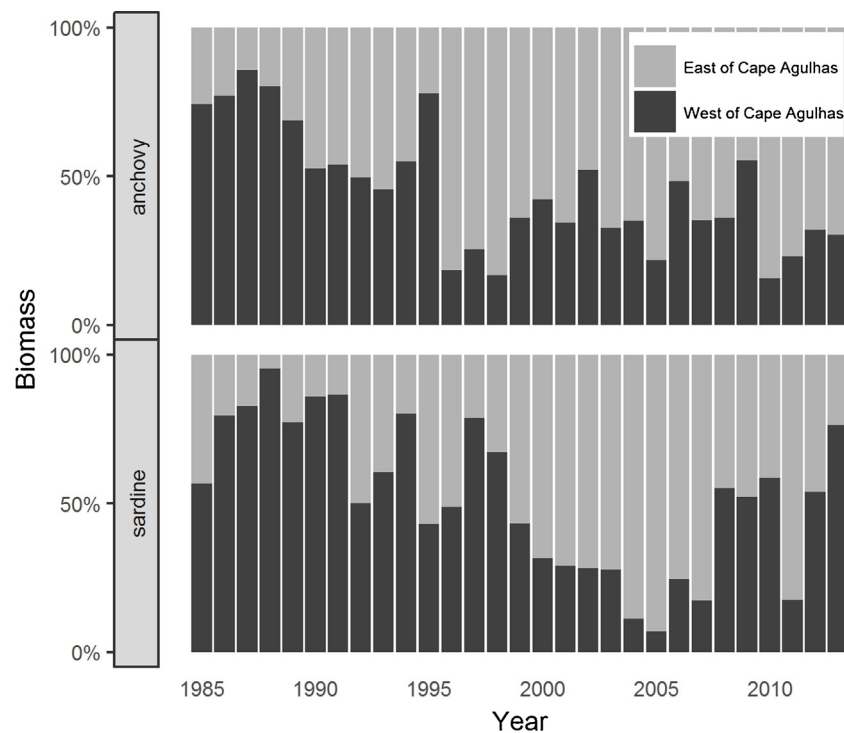 100%
50%
0%
anchovy
East of Cape Agulhas
West of Cape Agulhas
Biomass
100%
50%
0%
sardine
1985 1990 1995 2000 2005 2010
Year